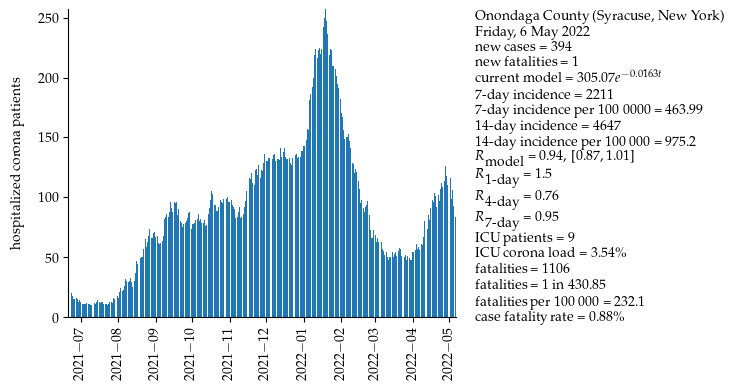 Onondaga County (Syracuse, New York)
Friday, 6 May 2022
new cases = 394
new fatalities = 1
current model = 305.07e^{−0.0163t}
7-day incidence = 2211
7-day incidence per 100 0000 = 463.99
14-day incidence = 4647
14-day incidence per 100 000 = 975.2
R_model = 0.94, [0.87, 1.01]
R_1-day = 1.5
R_4-day = 0.76
R_7-day = 0.95
ICU patients = 9
ICU corona load = 3.54%
fatalities = 1106
fatalities = 1 in 430.85
fatalities per 100 000 = 232.1
case fatality rate = 0.88%
hospitalized corona patients
250
200
150
100
50
0
2021−07
2021−08
2021−09
2021−10
2021−11
2021−12
2022−01
2022−02
2022−03
2022−04
2022−05